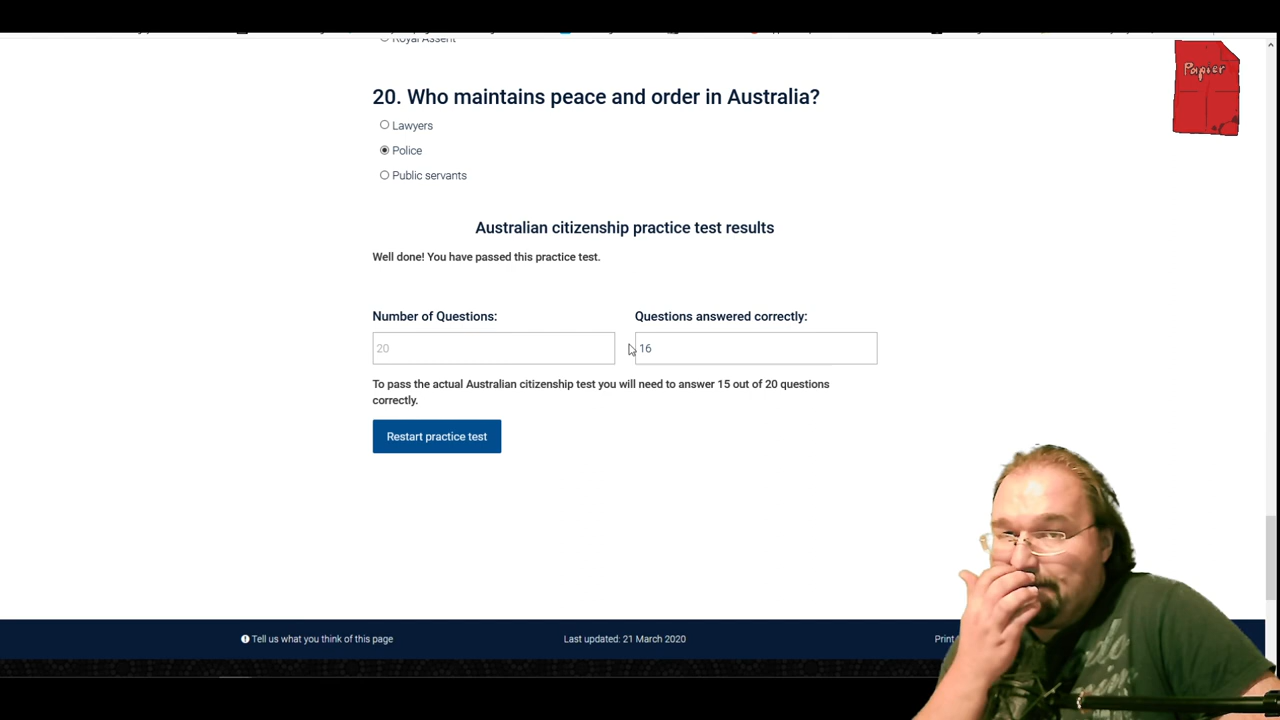 Royal Assent
Papier
20. Who maintains peace and order in Australia?
Lawyers
Police
Public servants
Australian citizenship practice test results
Well done! You have passed this practice test.
Number of Questions:
Questions answered correctly:
20
16
To pass the actual Australian citizenship test you will need to answer 15 out of 20 questions
correctly.
Restart practice test
Tell us what you think of this page
Last updated: 21 March 2020
Print